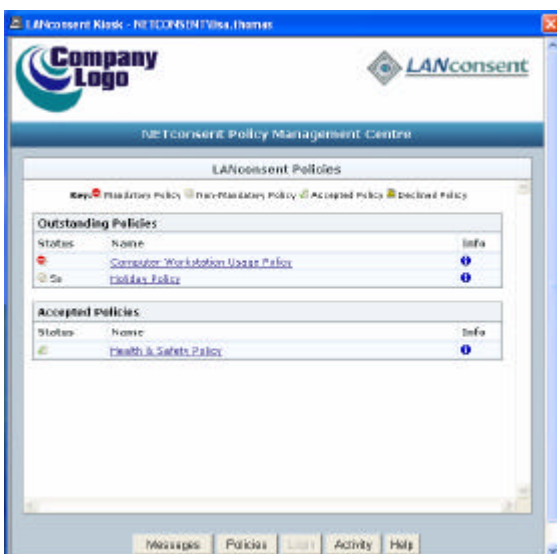 LANconsent Kiosk - NETCONSENT\lisa.thomas
Company
Logo
LANconsent
NETconsent Policy Management Centre
LANconsent Policies
Key: Mandatory Policy Non-Mandatory Policy Accepted Policy Declined Policy
Outstanding Policies
Status Name Info
Computer Workstation Usage Policy
Holiday Policy
Accepted Policies
Status Name Info
Health & Safety Policy
Messages Policies Login Activity Help